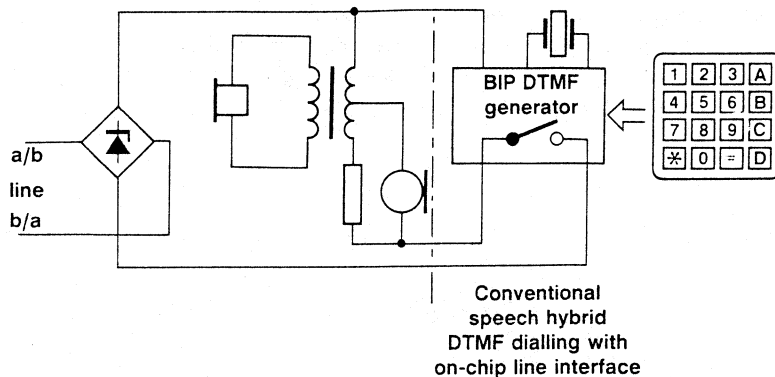 BIP DTMF
generator
1 2 3 A
4 5 6 B
7 8 9 C
* 0 = D
a/b
line
b/a
Conventional
speech hybrid
DTMF dialling with
on-chip line interface